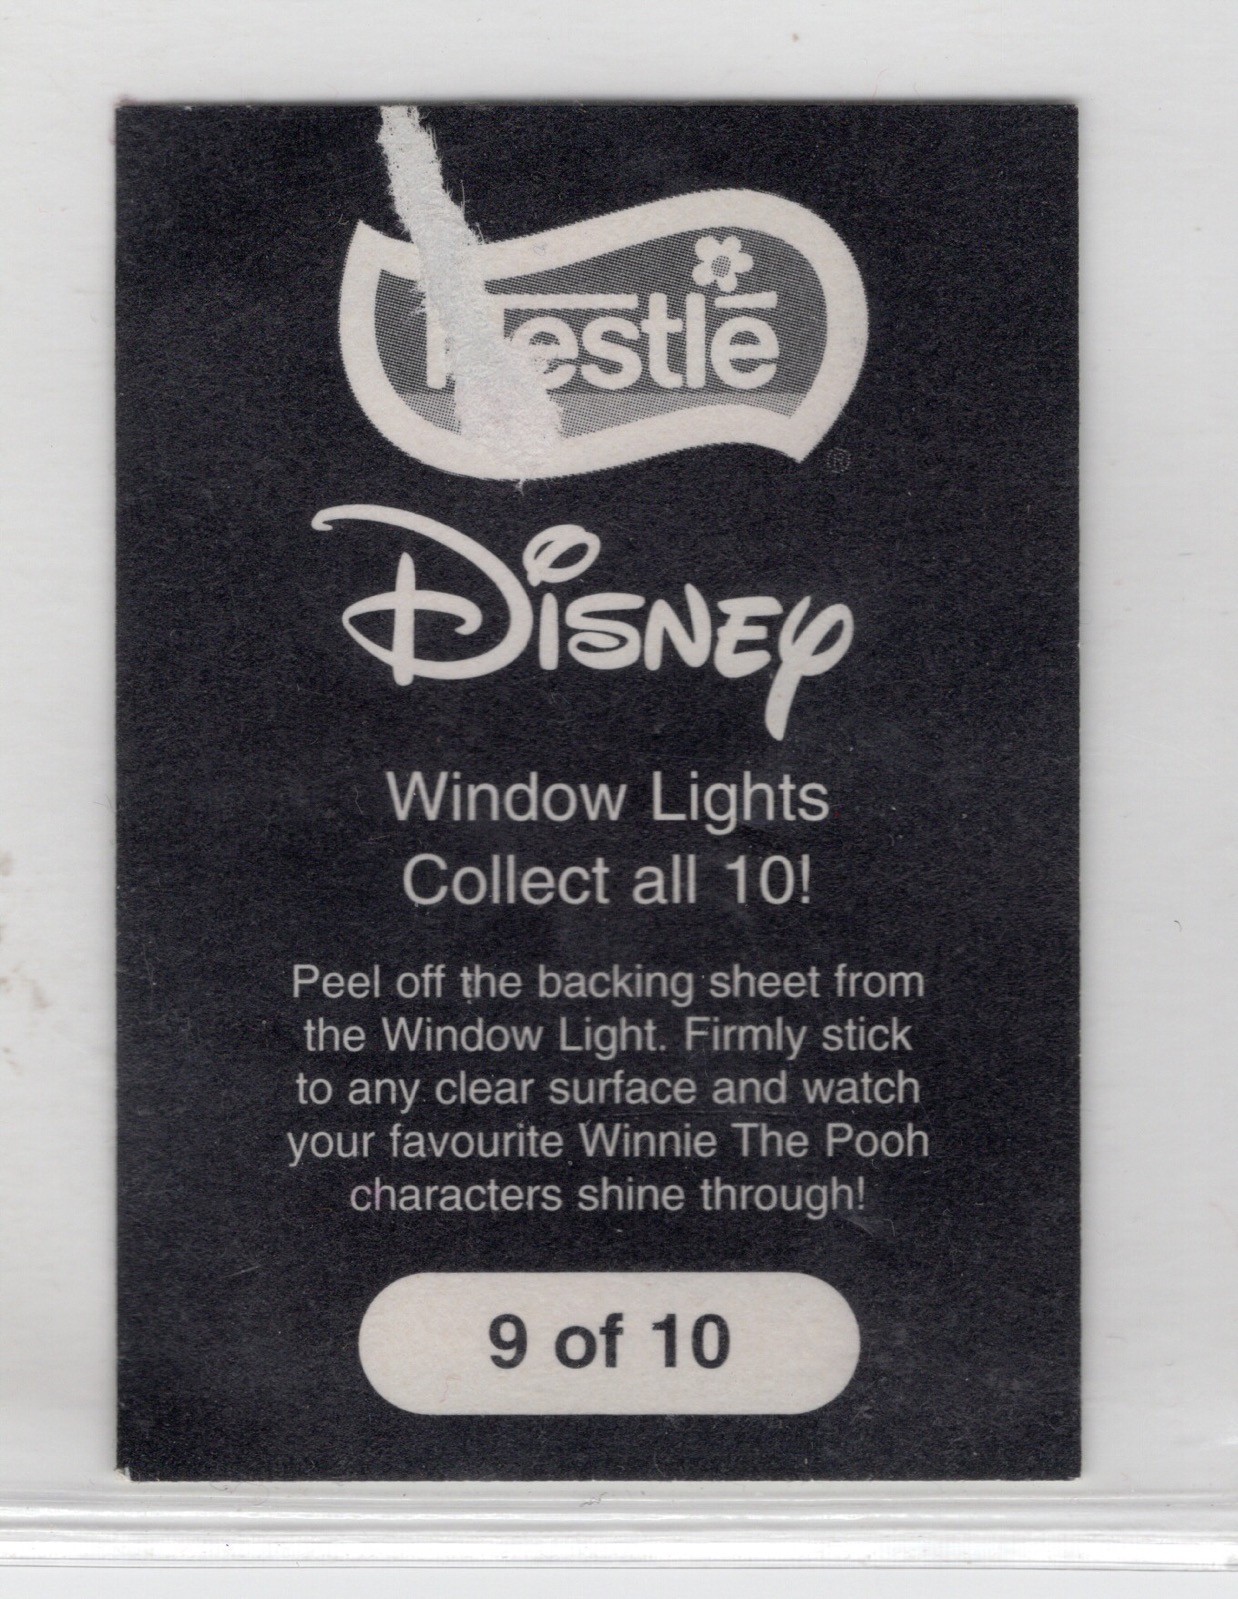 Nestlé
®
Disney
Window Lights
Collect all 10!
Peel off the backing sheet from
the Window Light. Firmly stick
to any clear surface and watch
your favourite Winnie The Pooh
characters shine through!
9 of 10